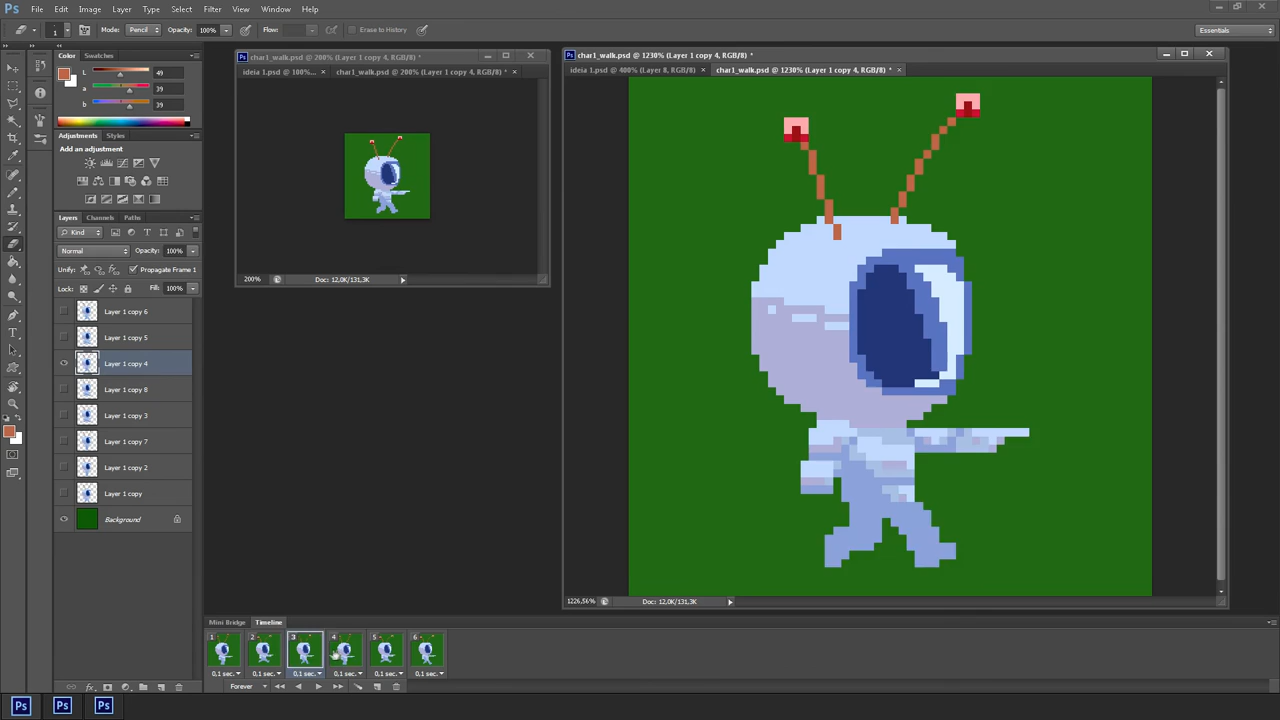 Ps File Edit Image Layer Type Select Filter View Window Help
1 Mode: Pencil Opacity: 100% Flow: Erase to History Essentials
Color Swatches
L 49
a 39
b 39
Adjustments Styles
Add an adjustment
Layers Channels Paths
Kind
Normal Opacity: 100%
Unify: Propagate Frame 1
Lock: Fill: 100%
Layer 1 copy 6
Layer 1 copy 5
Layer 1 copy 4
Layer 1 copy 8
Layer 1 copy 3
Layer 1 copy 7
Layer 1 copy 2
Layer 1 copy
Background
Ps char1_walk.psd @ 200% (Layer 1 copy 4, RGB/8) *
ideia 1.psd @ 100%... × char1_walk.psd @ 200% (Layer 1 copy 4, RGB/8) * ×
200% Doc: 12,0K/131,3K
Ps char1_walk.psd @ 1230% (Layer 1 copy 4, RGB/8) *
ideia 1.psd @ 400% (Layer 8, RGB/8) × char1_walk.psd @ 1230% (Layer 1 copy 4, RGB/8) * ×
1226,56% Doc: 12,0K/131,3K
Mini Bridge Timeline
1 2 3 4 5 6
0,1 sec. 0,1 sec. 0,1 sec. 0,1 sec. 0,1 sec. 0,1 sec.
Forever
Ps Ps Ps